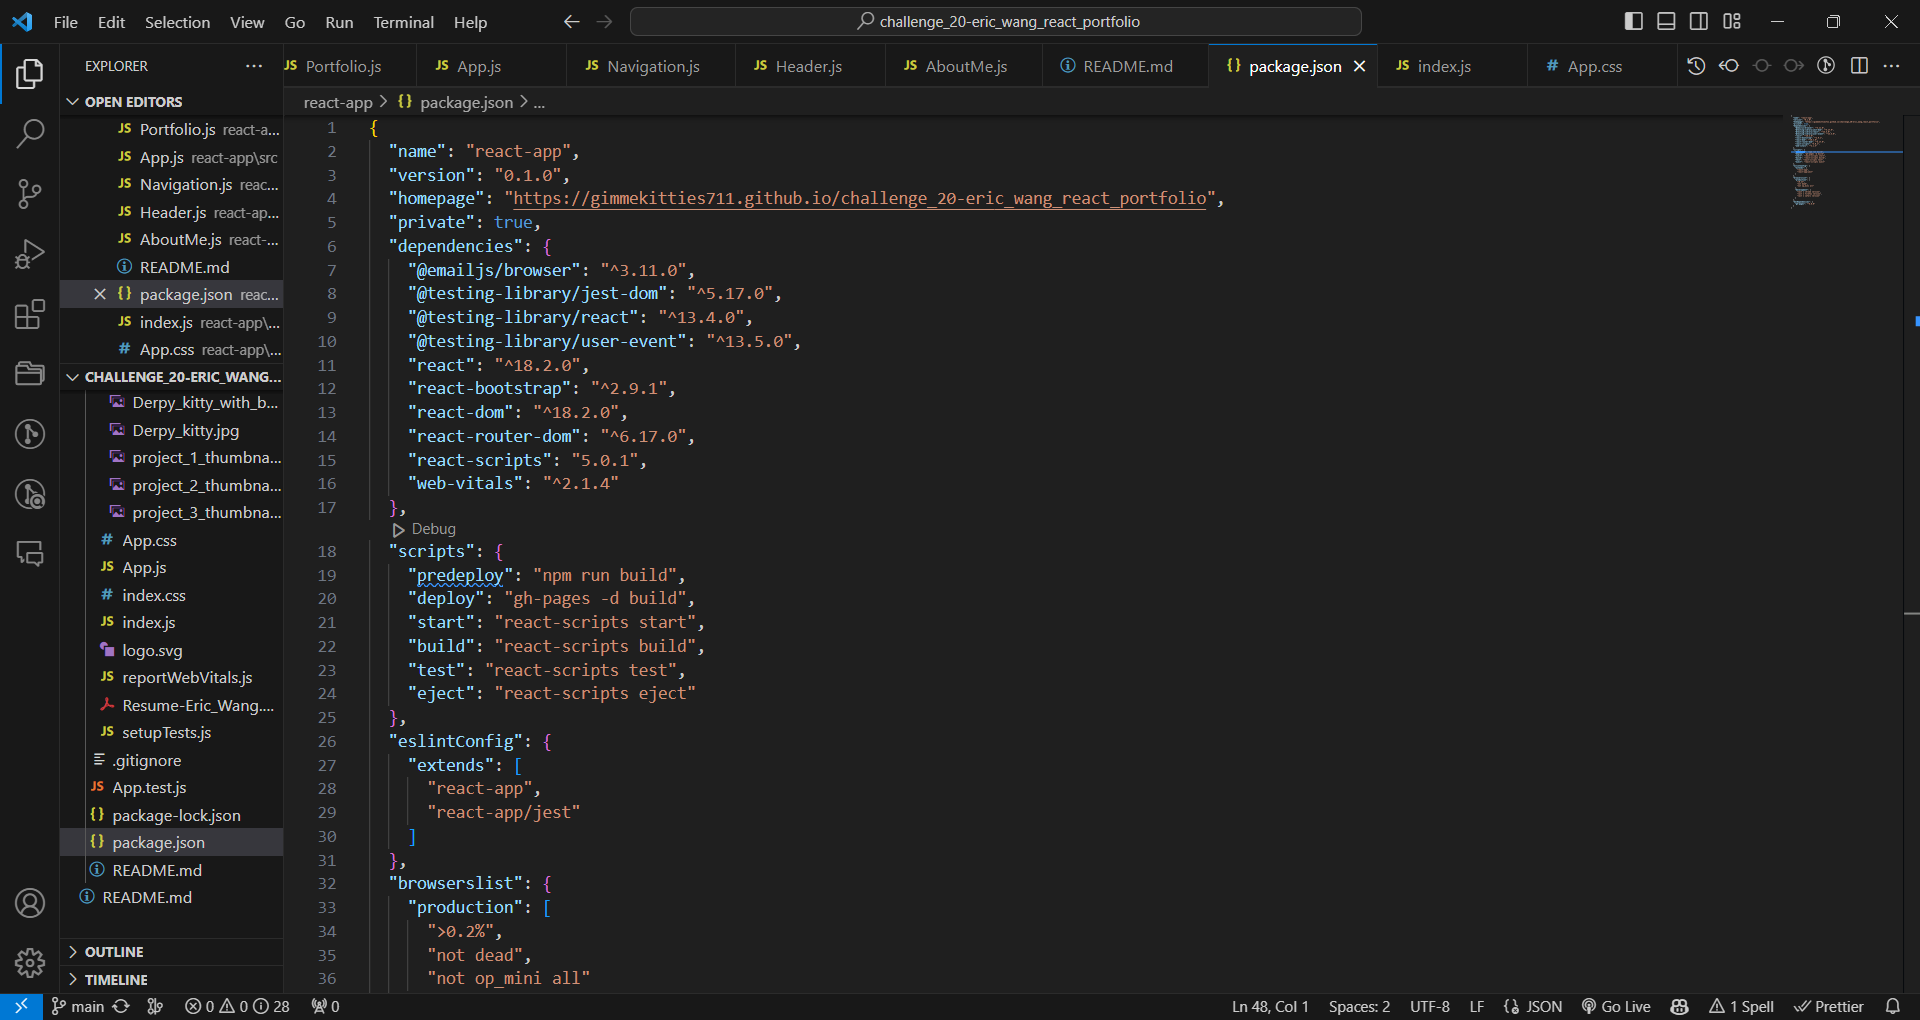 File Edit Selection View Go Run Terminal Help
challenge_20-eric_wang_react_portfolio
EXPLORER
OPEN EDITORS
JS Portfolio.js react-a...
JS App.js react-app\src
JS Navigation.js reac...
JS Header.js react-ap...
JS AboutMe.js react-...
README.md
{} package.json reac...
JS index.js react-app\...
# App.css react-app\...
CHALLENGE_20-ERIC_WANG...
Derpy_kitty_with_b...
Derpy_kitty.jpg
project_1_thumbna...
project_2_thumbna...
project_3_thumbna...
# App.css
JS App.js
# index.css
JS index.js
logo.svg
JS reportWebVitals.js
Resume-Eric_Wang....
JS setupTests.js
.gitignore
JS App.test.js
{} package-lock.json
{} package.json
README.md
README.md
OUTLINE
TIMELINE
JS Portfolio.js JS App.js JS Navigation.js JS Header.js JS AboutMe.js README.md {} package.json JS index.js # App.css
react-app > {} package.json > ...
1 {
2 "name": "react-app",
3 "version": "0.1.0",
4 "homepage": "https://gimmekitties711.github.io/challenge_20-eric_wang_react_portfolio",
5 "private": true,
6 "dependencies": {
7 "@emailjs/browser": "^3.11.0",
8 "@testing-library/jest-dom": "^5.17.0",
9 "@testing-library/react": "^13.4.0",
10 "@testing-library/user-event": "^13.5.0",
11 "react": "^18.2.0",
12 "react-bootstrap": "^2.9.1",
13 "react-dom": "^18.2.0",
14 "react-router-dom": "^6.17.0",
15 "react-scripts": "5.0.1",
16 "web-vitals": "^2.1.4"
17 },
Debug
18 "scripts": {
19 "predeploy": "npm run build",
20 "deploy": "gh-pages -d build",
21 "start": "react-scripts start",
22 "build": "react-scripts build",
23 "test": "react-scripts test",
24 "eject": "react-scripts eject"
25 },
26 "eslintConfig": {
27 "extends": [
28 "react-app",
29 "react-app/jest"
30 ]
31 },
32 "browserslist": {
33 "production": [
34 ">0.2%",
35 "not dead",
36 "not op_mini all"
main 0 0 28 0
Ln 48, Col 1 Spaces: 2 UTF-8 LF {} JSON Go Live 1 Spell Prettier